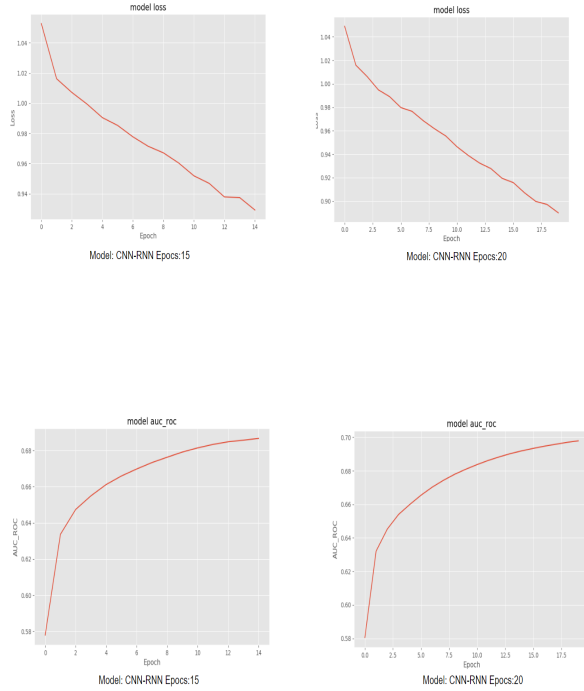 model loss
1.04
1.02
1.00
0.98
0.96
0.94
Loss
0 2 4 6 8 10 12 14
Epoch
Model: CNN-RNN Epocs:15
model loss
1.04
1.02
1.00
0.98
0.96
0.94
0.92
0.90
0.0 2.5 5.0 7.5 10.0 12.5 15.0 17.5
Epoch
Model: CNN-RNN Epocs:20
model auc_roc
0.68
0.66
0.64
0.62
0.60
0.58
AUC_ROC
0 2 4 6 8 10 12 14
Epoch
Model: CNN-RNN Epocs:15
model auc_roc
0.70
0.68
0.66
0.64
0.62
0.60
0.58
AUC_ROC
0.0 2.5 5.0 7.5 10.0 12.5 15.0 17.5
Epoch
Model: CNN-RNN Epocs:20